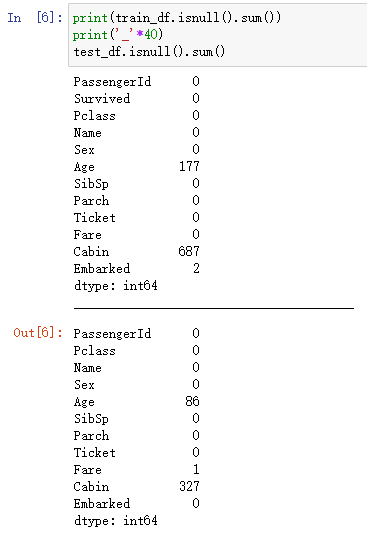 In [6]: print(train_df.isnull().sum())
print('_'*40)
test_df.isnull().sum()
PassengerId 0
Survived 0
Pclass 0
Name 0
Sex 0
Age 177
SibSp 0
Parch 0
Ticket 0
Fare 0
Cabin 687
Embarked 2
dtype: int64
________________________________________
Out[6]: PassengerId 0
Pclass 0
Name 0
Sex 0
Age 86
SibSp 0
Parch 0
Ticket 0
Fare 1
Cabin 327
Embarked 0
dtype: int64